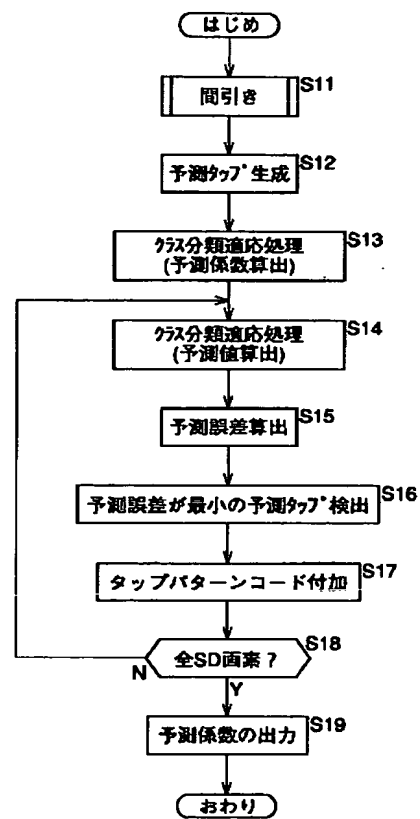 はじめ
間引き S11
予測タップ生成 S12
クラス分類適応処理 S13
(予測係数算出)
クラス分類適応処理 S14
(予測値算出)
予測誤差算出 S15
予測誤差が最小の予測タップ検出 S16
タップパターンコード付加 S17
全SD画素? S18
N
Y
予測係数の出力 S19
おわり